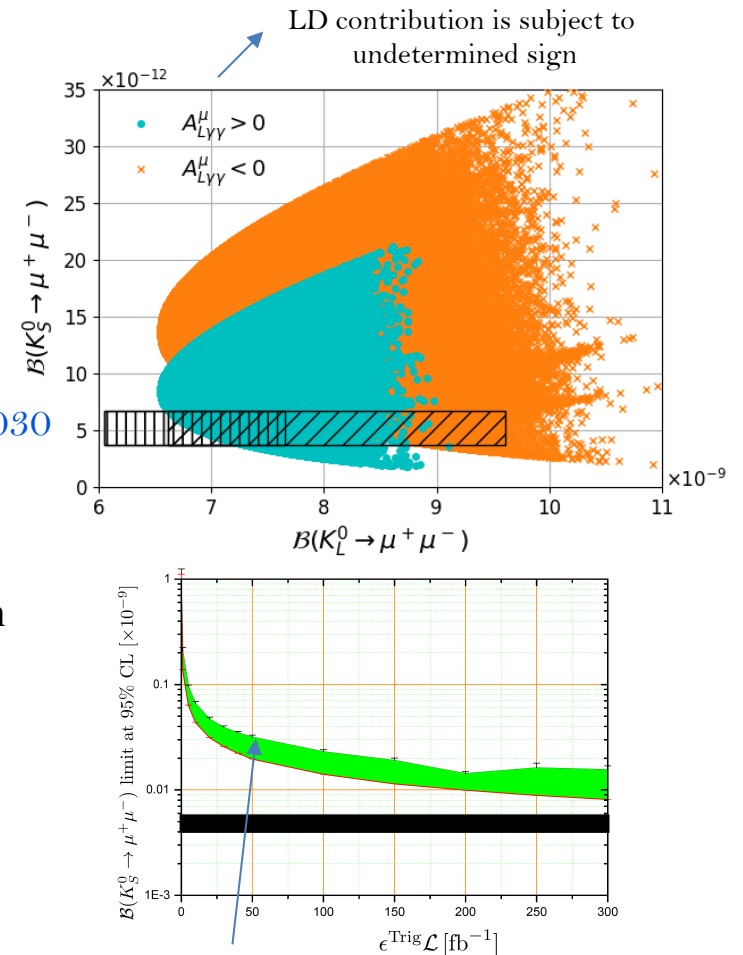 LD contribution is subject to
undetermined sign
×10⁻¹²
35
30
25
20
15
10
5
0
A^μ_{Lγγ} > 0
A^μ_{Lγγ} < 0
𝓑(K⁰_S → μ⁺μ⁻)
030
6 7 8 9 10 11
×10⁻⁹
𝓑(K⁰_L → μ⁺μ⁻)
n
𝓑(K⁰_S → μ⁺μ⁻) limit at 95% CL [×10⁻⁹]
1
0.1
0.01
1E-3
0 50 100 150 200 250 300
ϵ^Trig 𝓛 [fb⁻¹]